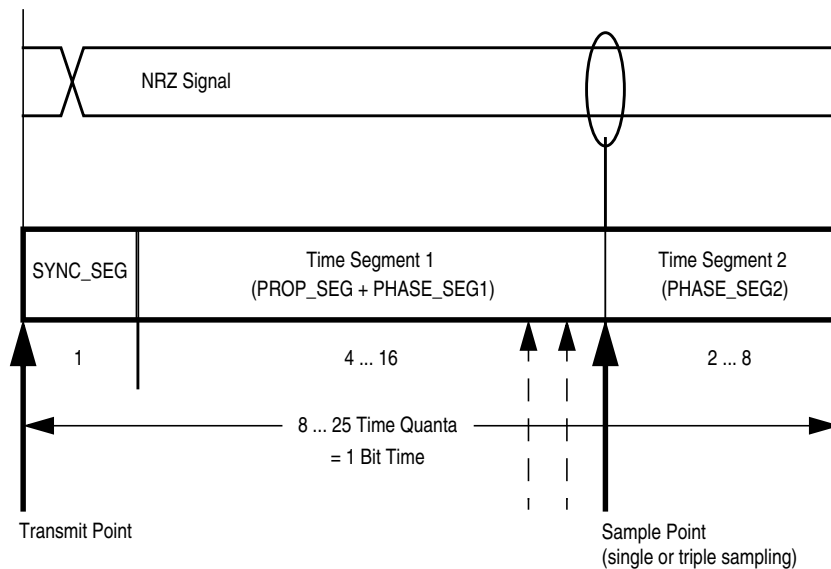 NRZ Signal
SYNC_SEG
Time Segment 1
(PROP_SEG + PHASE_SEG1)
Time Segment 2
(PHASE_SEG2)
1
4 ... 16
2 ... 8
8 ... 25 Time Quanta
= 1 Bit Time
Transmit Point
Sample Point
(single or triple sampling)